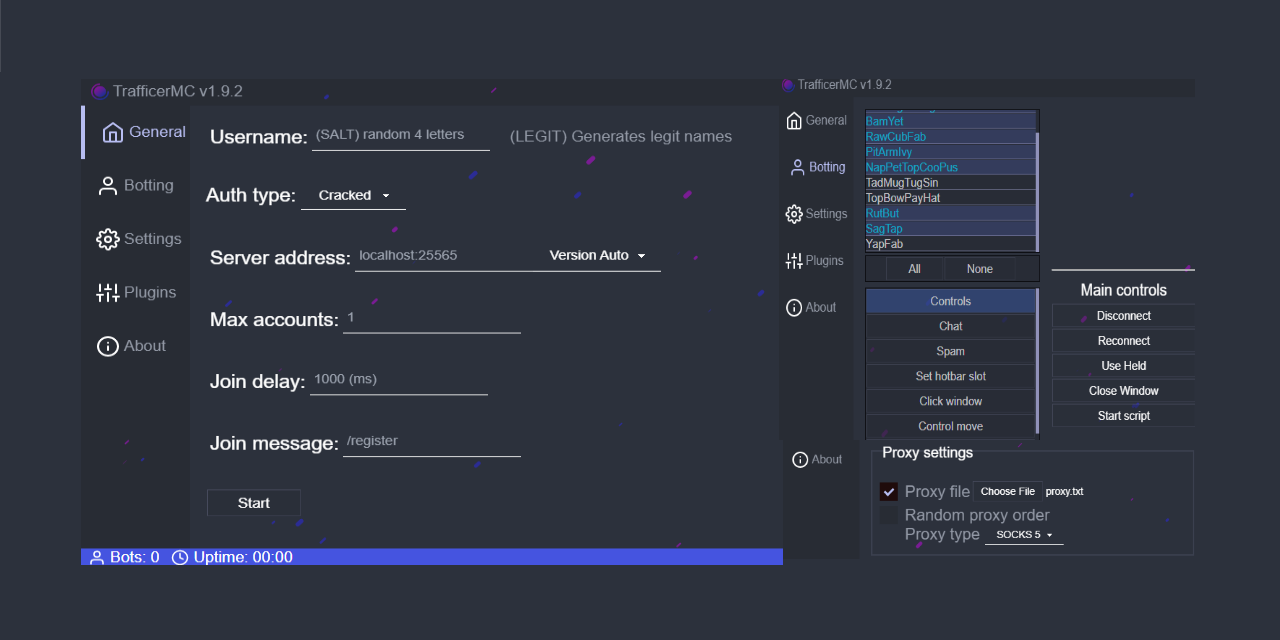 TrafficerMC v1.9.2
General
Botting
Settings
Plugins
About
Username: (SALT) random 4 letters (LEGIT) Generates legit names
Auth type: Cracked
Server address: localhost:25565 Version Auto
Max accounts: 1
Join delay: 1000 (ms)
Join message: /register
Start
Bots: 0 Uptime: 00:00
TrafficerMC v1.9.2
General
Botting
Settings
Plugins
About
BamYet
RawCubFab
PitArmIvy
NapPetTopCooPus
TadMugTugSin
TopBowPayHat
RutBut
SagTap
YapFab
All None
Controls
Chat
Spam
Set hotbar slot
Click window
Control move
Main controls
Disconnect
Reconnect
Use Held
Close Window
Start script
About
Proxy settings
Proxy file Choose File proxy.txt
Random proxy order
Proxy type SOCKS 5